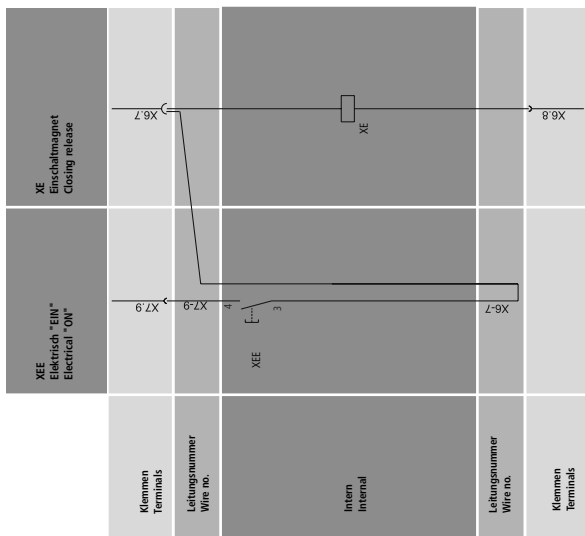 XE
Einschaltmagnet
Closing release
X6.7
XE
X6.8
XEE
Elektrisch "EIN"
Electrical "ON"
X7.9
X7-9
4
3
XEE
X6-7
Klemmen
Terminals
Leitungsnummer
Wire no.
Intern
Internal
Leitungsnummer
Wire no.
Klemmen
Terminals